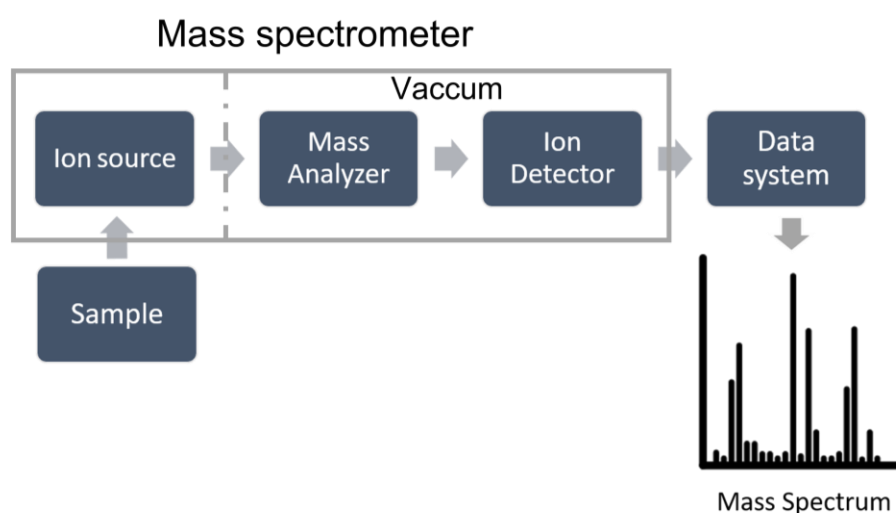 Mass spectrometer
Vaccum
Ion source
Mass
Analyzer
Ion
Detector
Data
system
Sample
Mass Spectrum